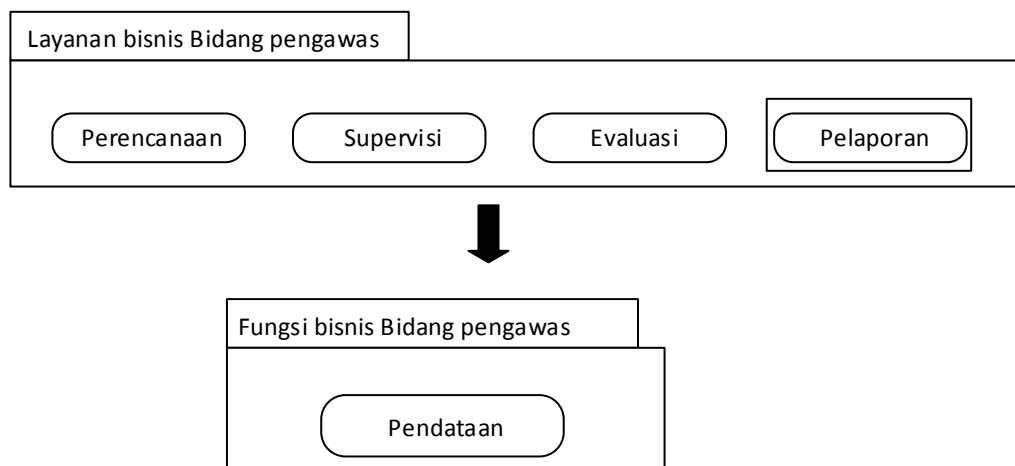 Layanan bisnis Bidang pengawas
Perencanaan
Supervisi
Evaluasi
Pelaporan
Fungsi bisnis Bidang pengawas
Pendataan